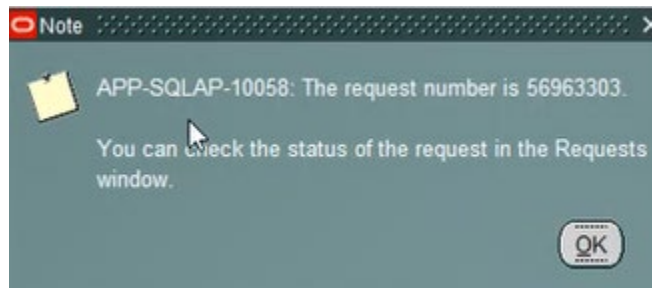 Note
APP-SQLAP-10058: The request number is 56963303.
You can check the status of the request in the Requests
window.
OK